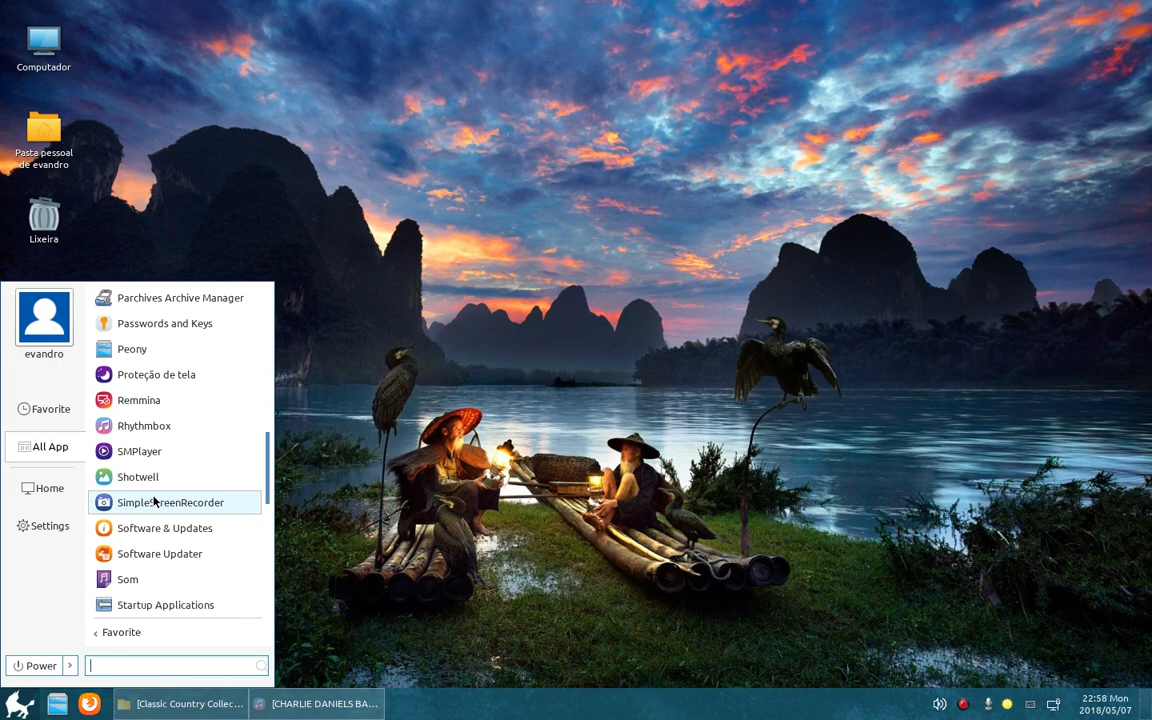 Computador
Pasta pessoal
de evandro
Lixeira
evandro
Favorite
All App
Home
Settings
Parchives Archive Manager
Passwords and Keys
Peony
Proteção de tela
Remmina
Rhythmbox
SMPlayer
Shotwell
SimpleScreenRecorder
Software & Updates
Software Updater
Som
Startup Applications
Favorite
Power
[Classic Country Collec...
[CHARLIE DANIELS BA...
22:58 Mon
2018/05/07